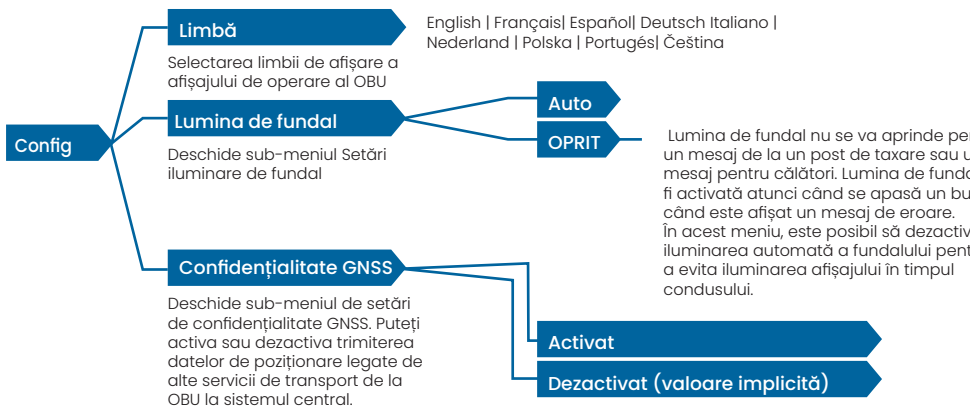 Config
Limbă
English | Français| Español| Deutsch Italiano |
Nederland | Polska | Portugés| Čeština
Selectarea limbii de afișare a
afișajului de operare al OBU
Lumina de fundal
Deschide sub-meniul Setări
iluminare de fundal
Auto
OPRIT
Lumina de fundal nu se va aprinde
un mesaj de la un post de taxare sau
mesaj pentru călători. Lumina de
fi activată atunci când se apasă un
când este afișat un mesaj de eroare.
În acest meniu, este posibil să
iluminarea automată a fundalului
a evita iluminarea afișajului în timpul
condusului.
Confidențialitate GNSS
Deschide sub-meniul de setări
de confidențialitate GNSS. Puteți
activa sau dezactiva trimiterea
datelor de poziționare legate de
alte servicii de transport de la
OBU la sistemul central.
Activat
Dezactivat (valoare implicită)